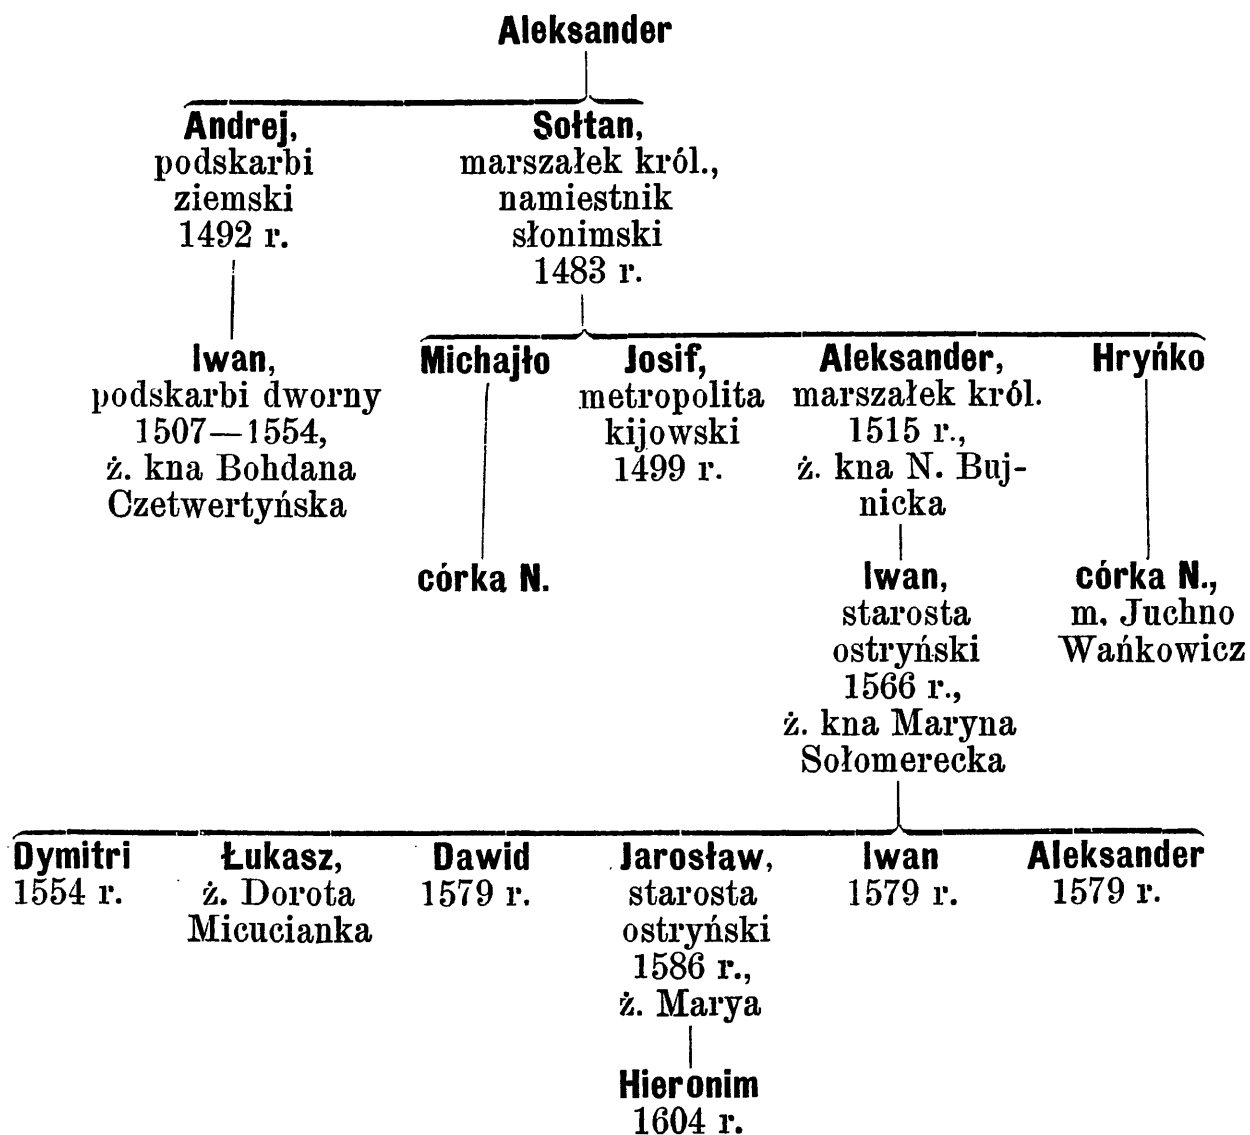 Aleksander
Andrej,
podskarbi
ziemski
1492 r.
Sołtan,
marszałek król.,
namiestnik
słonimski
1483 r.
Iwan,
podskarbi dworny
1507—1554,
ż. kna Bohdana
Czetwertyńska
Michajło
Josif,
metropolita
kijowski
1499 r.
Aleksander,
marszałek król.
1515 r.,
ż. kna N. Buj-
nicka
Hryńko
córka N.
Iwan,
starosta
ostryński
1566 r.,
ż. kna Maryna
Sołomerecka
córka N.,
m. Juchno
Wańkowicz
Dymitri
1554 r.
Łukasz,
ż. Dorota
Micucianka
Dawid
1579 r.
Jarosław,
starosta
ostryński
1586 r.,
ż. Marya
Iwan
1579 r.
Aleksander
1579 r.
Hieronim
1604 r.